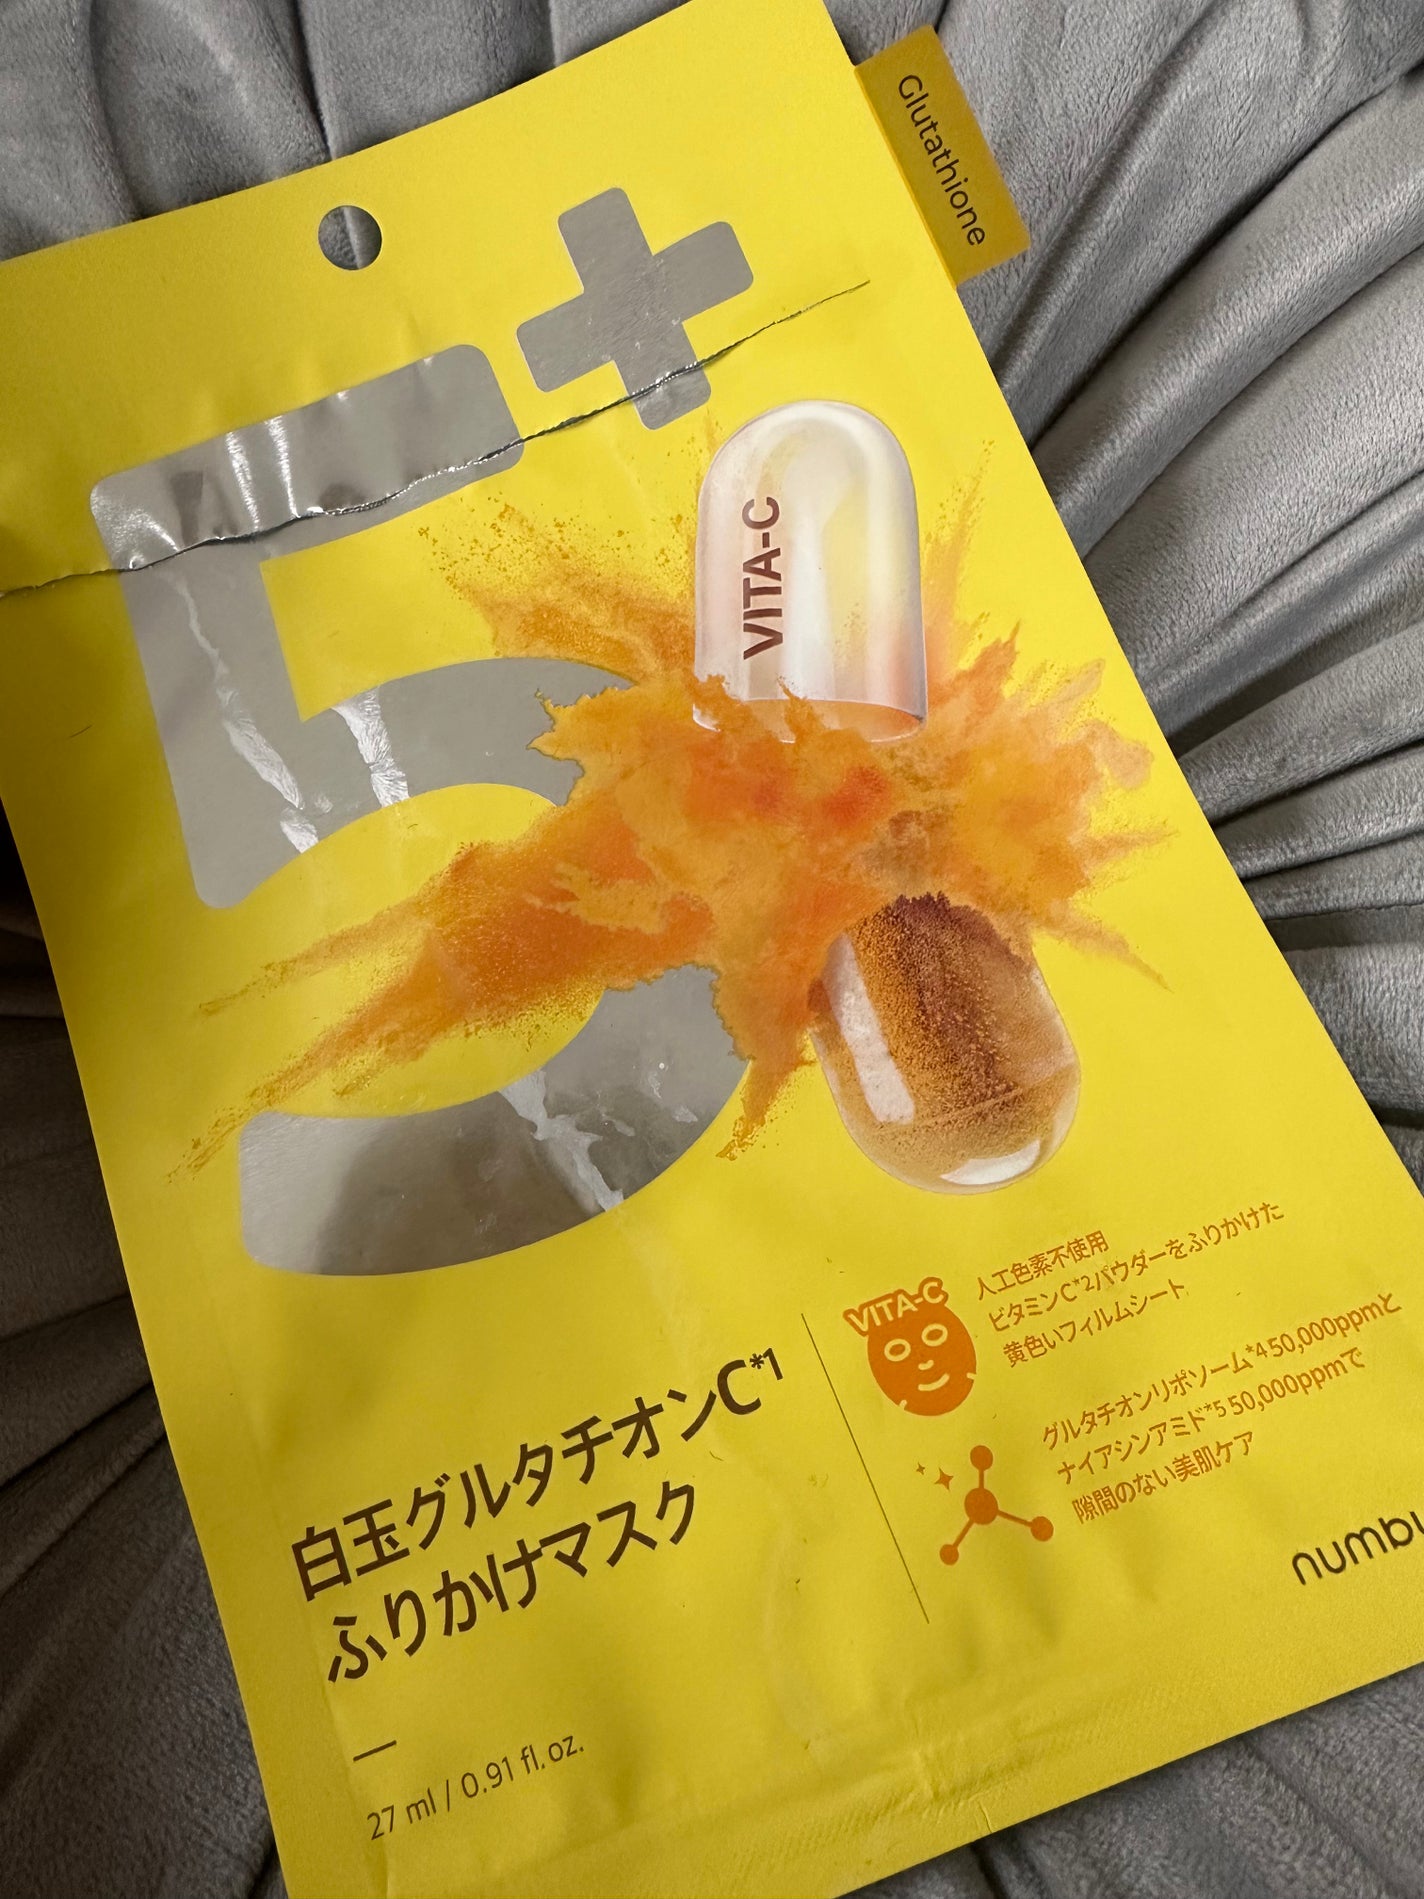 Glutathione
5+
VITA-C
VITA-C
人工色素不使用
ビタミンC*2パウダーをふりかけた
黄色いフィルムシート
グルタチオンリポソーム*4 50,000ppmと
ナイアシンアミド*5 50,000ppmで
隙間のない美肌ケア
白玉グルタチオンC*1
ふりかけマスク
27 ml / 0.91 fl. oz.